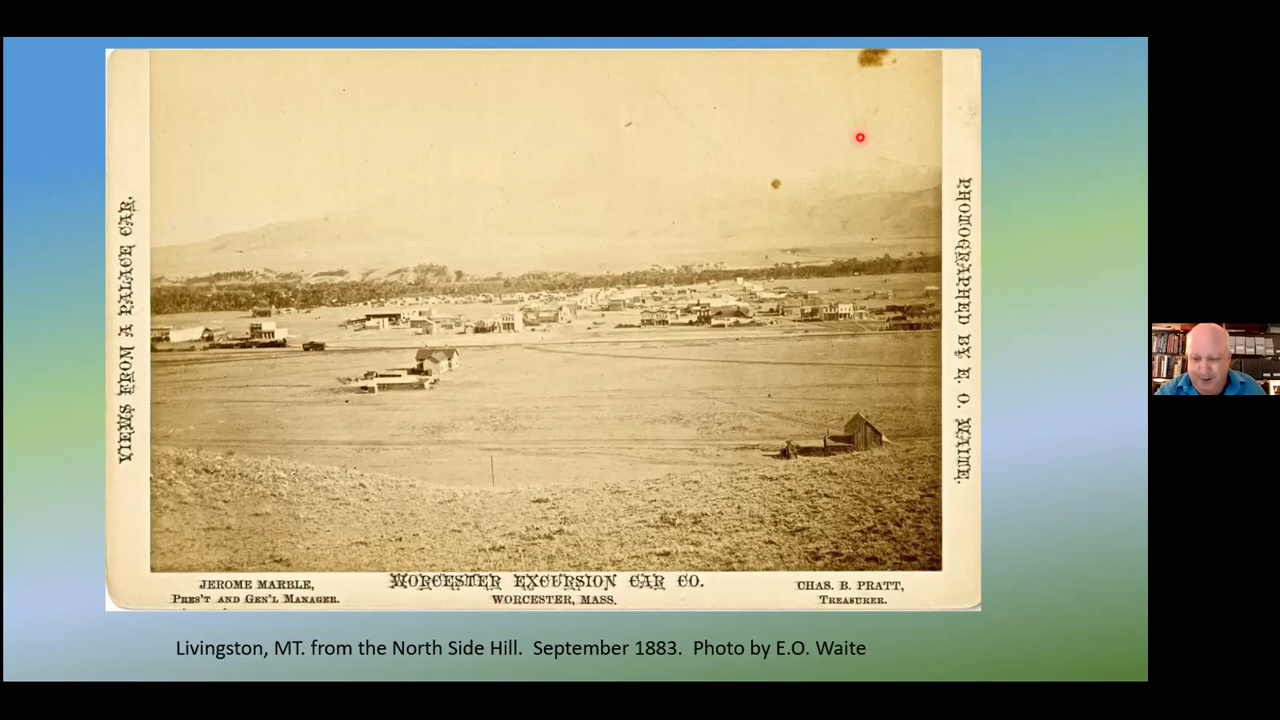 VIEWS FROM A PALACE CAR.
PHOTOGRAPHED BY E. O. WAITE.
JEROME MARBLE,
PRES'T AND GEN'L MANAGER.
WORCESTER EXCURSION CAR CO.
WORCESTER, MASS.
CHAS. B. PRATT,
TREASURER.
Livingston, MT. from the North Side Hill.  September 1883.  Photo by E.O. Waite